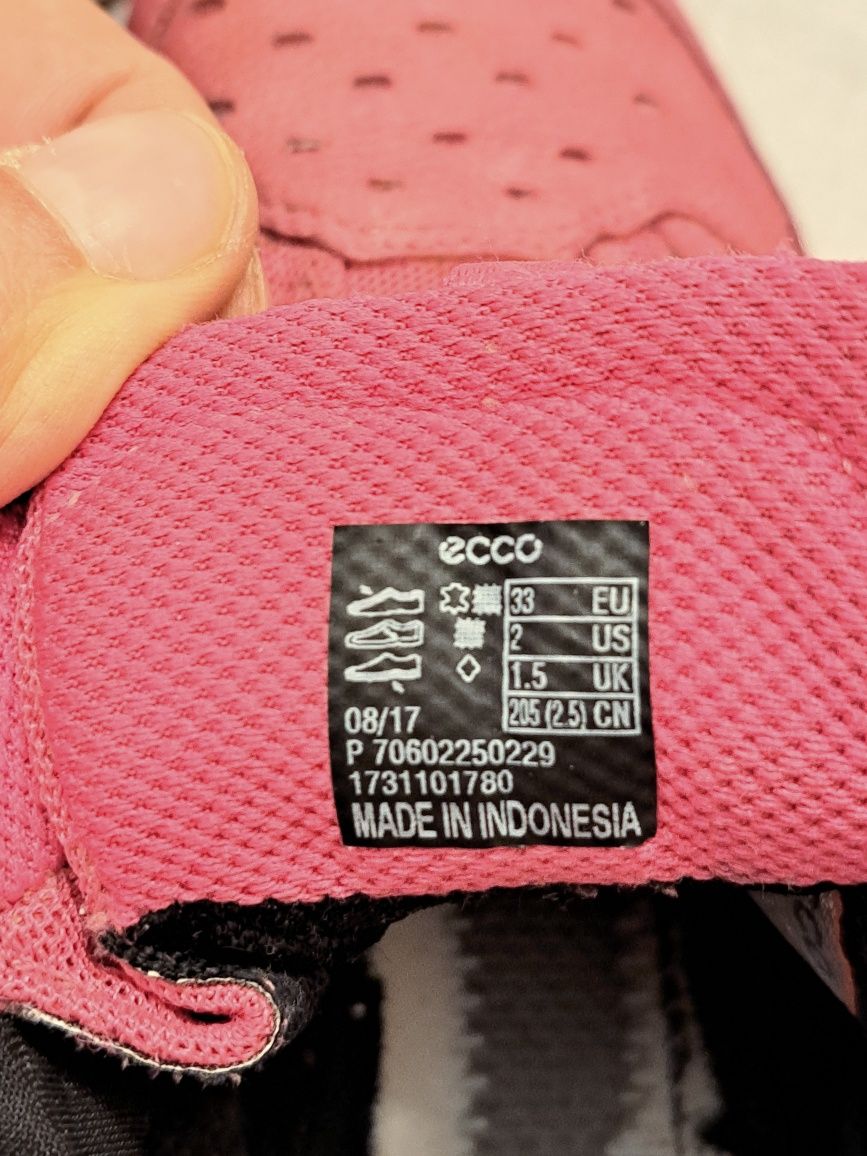 ecco
33 EU
2 US
1.5 UK
205 (2.5) CN
08/17
P 70602250229
1731101780
MADE IN INDONESIA